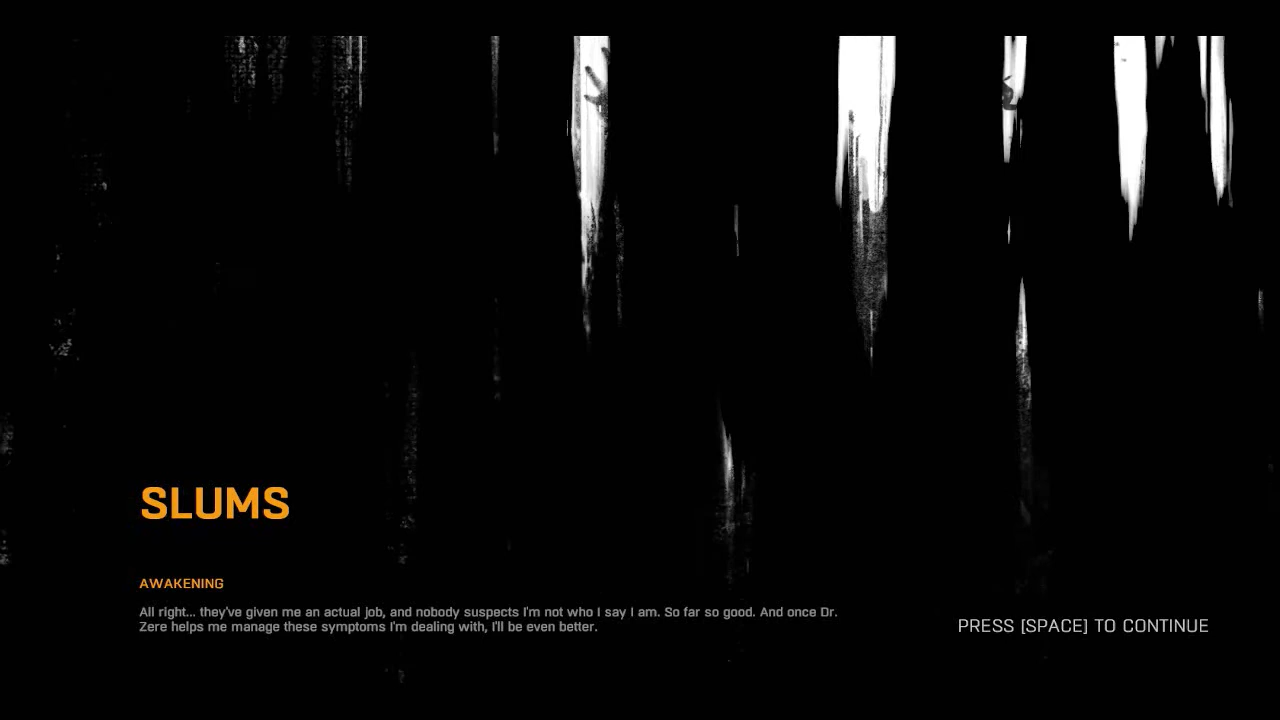 SLUMS
AWAKENING
All right... they've given me an actual job, and nobody suspects I'm not who I say I am. So far so good. And once Dr.
Zere helps me manage these symptoms I'm dealing with, I'll be even better.
PRESS [SPACE] TO CONTINUE